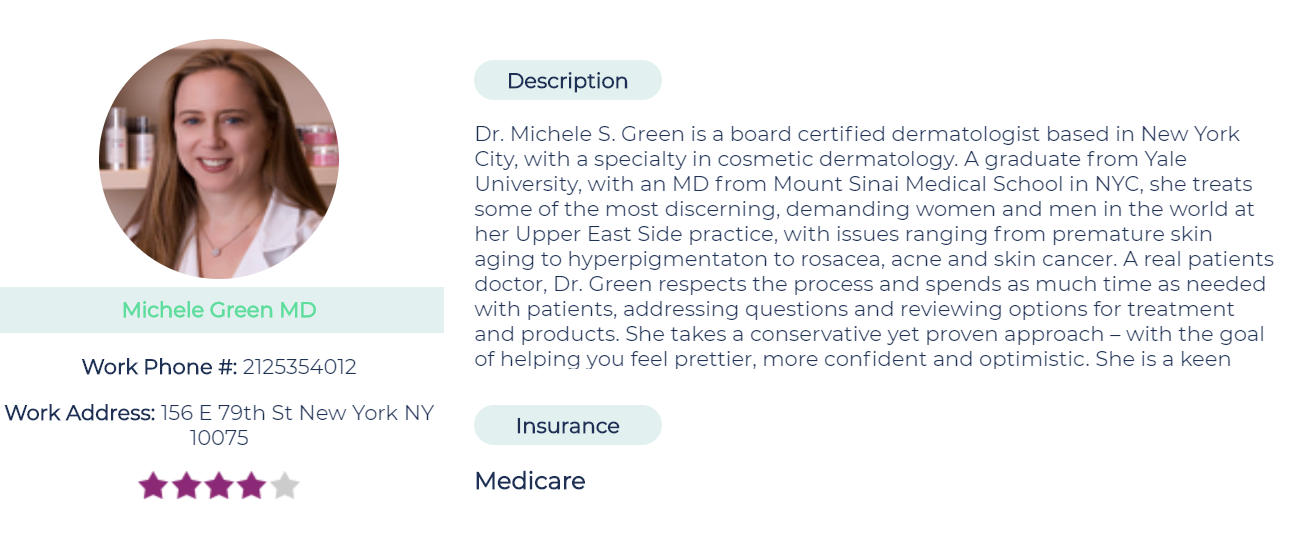 Michele Green MD
Work Phone #: 2125354012
Work Address: 156 E 79th St New York NY
10075
Description
Dr. Michele S. Green is a board certified dermatologist based in New York
City, with a specialty in cosmetic dermatology. A graduate from Yale
University, with an MD from Mount Sinai Medical School in NYC, she treats
some of the most discerning, demanding women and men in the world at
her Upper East Side practice, with issues ranging from premature skin
aging to hyperpigmentaton to rosacea, acne and skin cancer. A real patients
doctor, Dr. Green respects the process and spends as much time as needed
with patients, addressing questions and reviewing options for treatment
and products. She takes a conservative yet proven approach – with the goal
of helping you feel prettier, more confident and optimistic. She is a keen
Insurance
Medicare